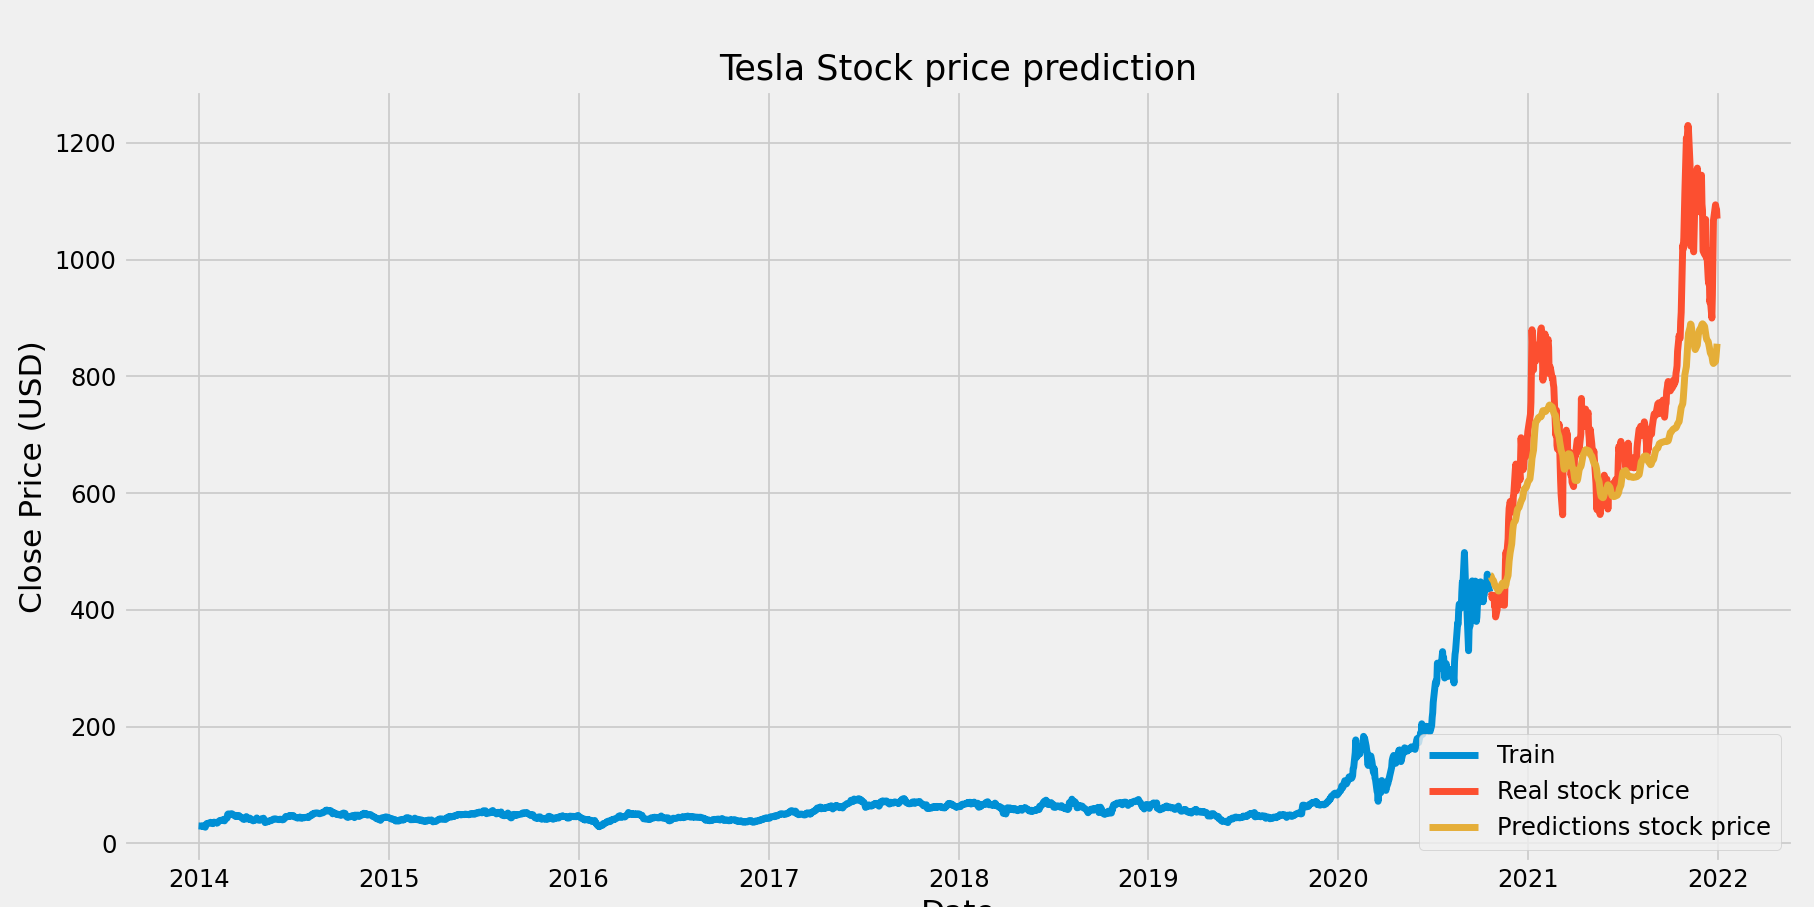 Tesla Stock price prediction
Close Price (USD)
1200
1000
800
600
400
200
0
Train
Real stock price
Predictions stock price
2014 2015 2016 2017 2018 2019 2020 2021 2022
Date